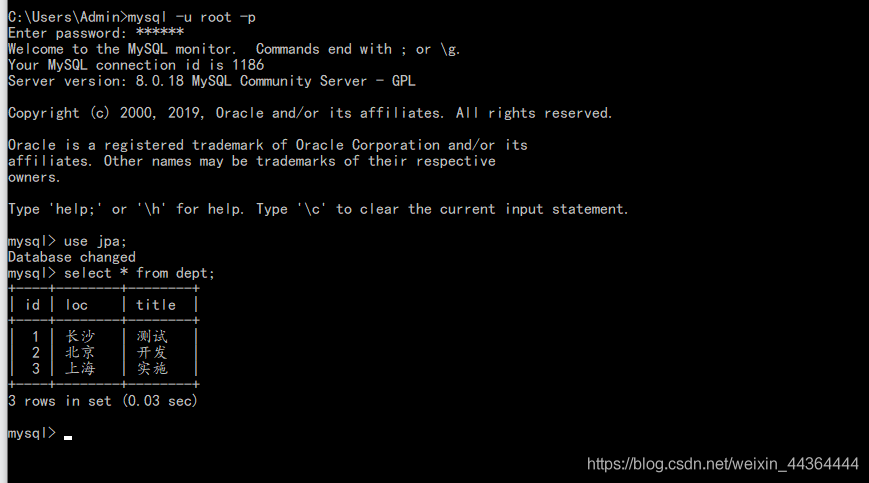 C:\Users\Admin>mysql -u root -p
Enter password: ******
Welcome to the MySQL monitor.  Commands end with ; or \g.
Your MySQL connection id is 1186
Server version: 8.0.18 MySQL Community Server - GPL
Copyright (c) 2000, 2019, Oracle and/or its affiliates. All rights reserved.
Oracle is a registered trademark of Oracle Corporation and/or its
affiliates. Other names may be trademarks of their respective
owners.
Type 'help;' or '\h' for help. Type '\c' to clear the current input statement.
mysql> use jpa;
Database changed
mysql> select * from dept;
+----+--------+--------+
| id | loc    | title  |
+----+--------+--------+
|  1 | 长沙   | 测试   |
|  2 | 北京   | 开发   |
|  3 | 上海   | 实施   |
+----+--------+--------+
3 rows in set (0.03 sec)
mysql>
https://blog.csdn.net/weixin_44364444